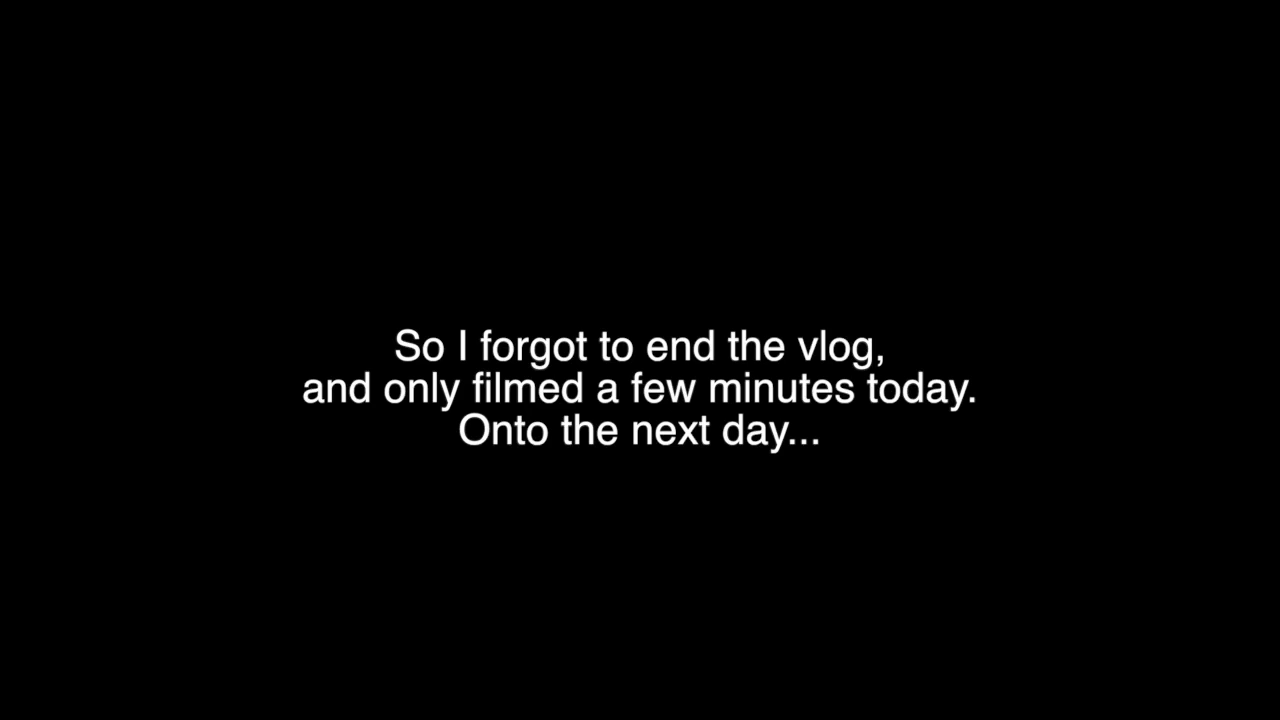 So I forgot to end the vlog,
and only filmed a few minutes today.
Onto the next day...